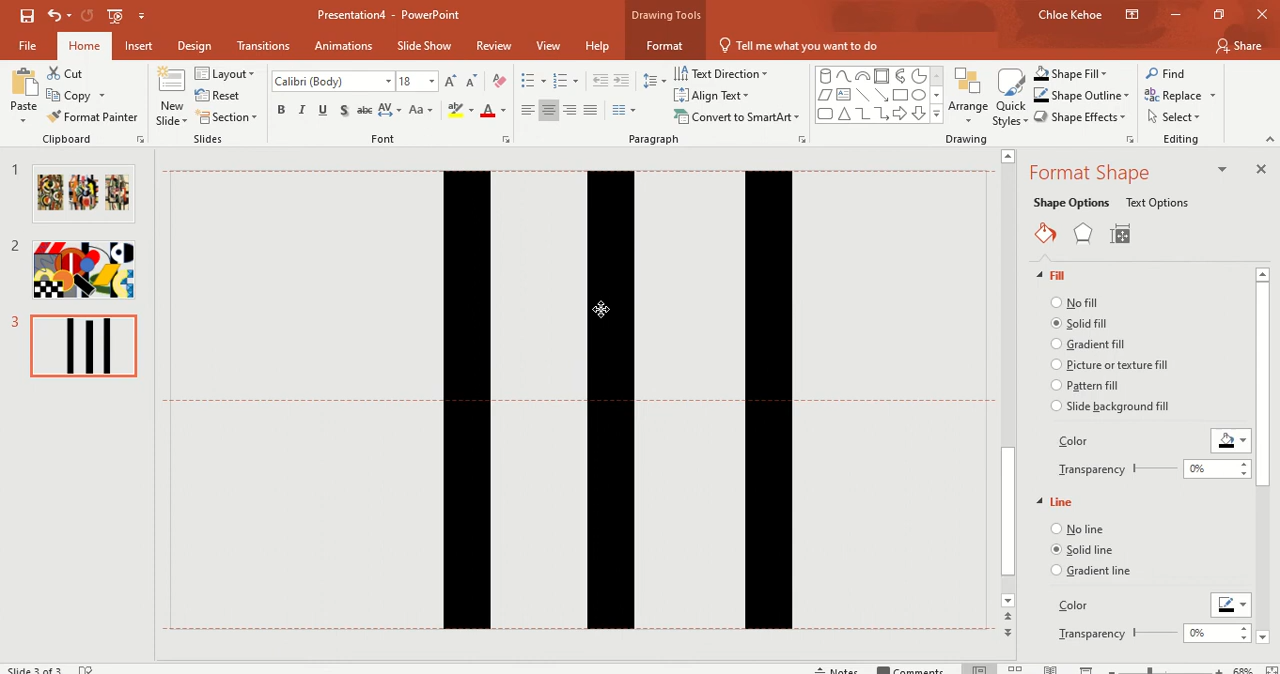 Presentation4 - PowerPoint
Drawing Tools
Chloe Kehoe
File Home Insert Design Transitions Animations Slide Show Review View Help Format Tell me what you want to do Share
Paste
Cut
Copy
Format Painter
Clipboard
New Slide
Layout
Reset
Section
Slides
Calibri (Body) 18
B I U S abc AV Aa A
Font
Text Direction
Align Text
Convert to SmartArt
Paragraph
Arrange
Quick Styles
Shape Fill
Shape Outline
Shape Effects
Drawing
Find
Replace
Select
Editing
1
2
3
Format Shape
Shape Options Text Options
Fill
No fill
Solid fill
Gradient fill
Picture or texture fill
Pattern fill
Slide background fill
Color
Transparency 0%
Line
No line
Solid line
Gradient line
Color
Transparency 0%
Slide 3 of 3 Notes Comments 68%